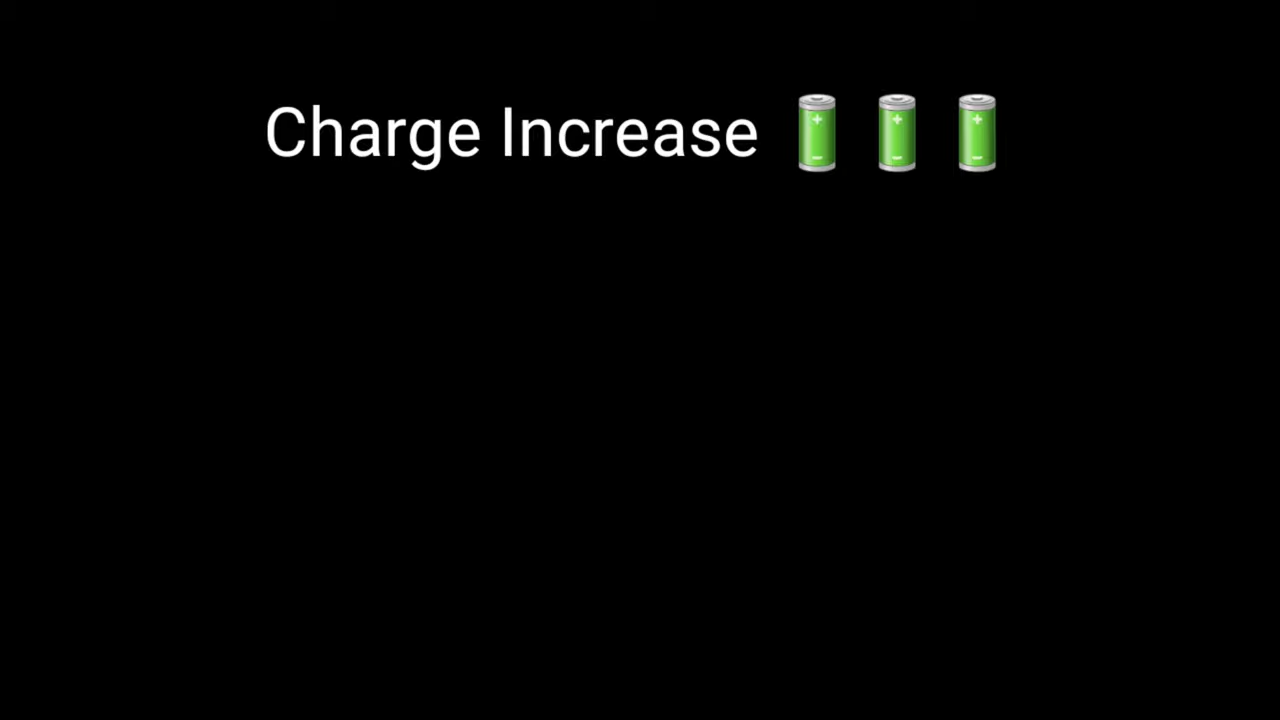 Charge Increase 🔋 🔋 🔋